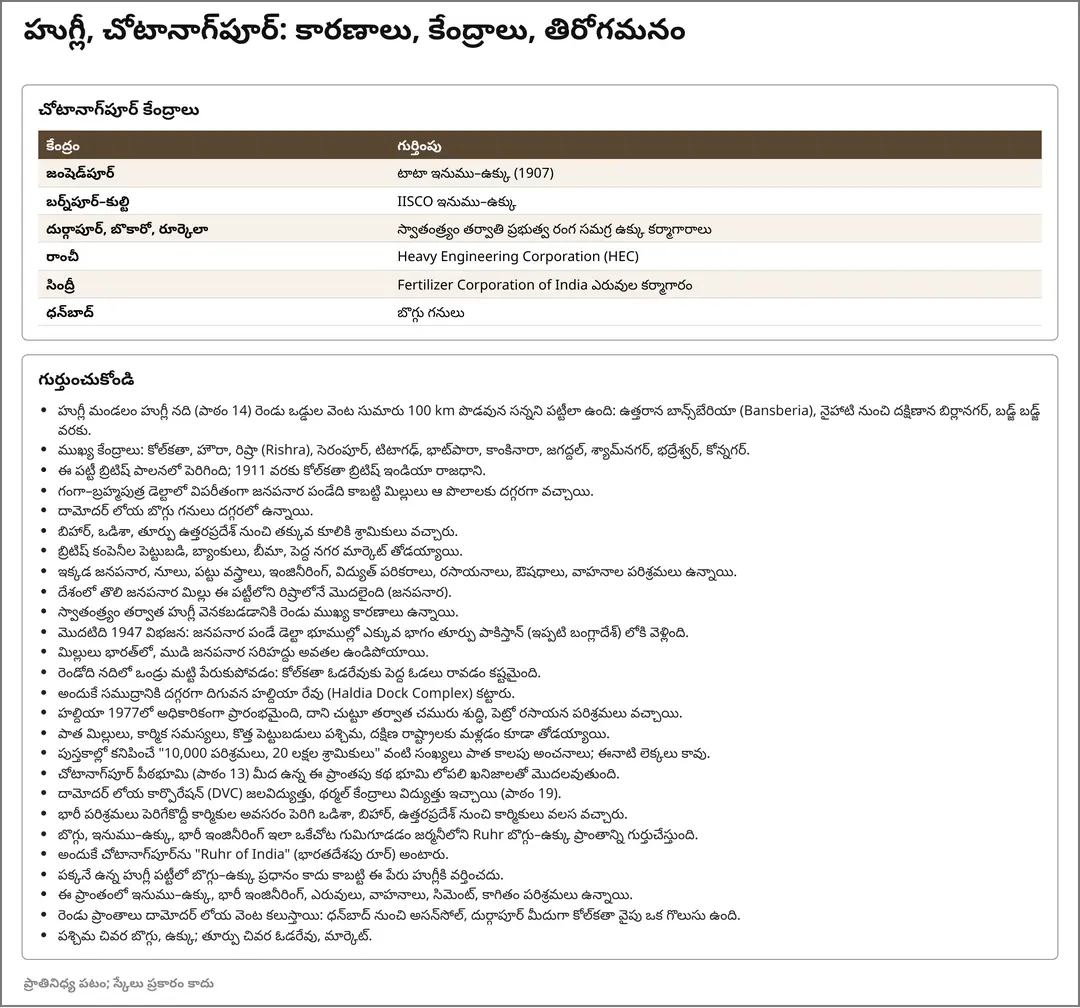 హుగ్లీ, చోటానాగ్‌పూర్: కారణాలు, కేంద్రాలు, తిరోగమనం
చోటానాగ్‌పూర్ కేంద్రాలు
కేంద్రం గుర్తింపు
జంషెడ్‌పూర్ టాటా ఇనుము–ఉక్కు (1907)
బర్న్‌పూర్–కుల్టి IISCO ఇనుము–ఉక్కు
దుర్గాపూర్, బొకారో, రూర్కెలా స్వాతంత్ర్యం తర్వాతి ప్రభుత్వ రంగ సమగ్ర ఉక్కు కర్మాగారాలు
రాంచీ Heavy Engineering Corporation (HEC)
సింద్రీ Fertilizer Corporation of India ఎరువుల కర్మాగారం
ధన్‌బాద్ బొగ్గు గనులు
గుర్తుంచుకోండి
• హుగ్లీ మండలం హుగ్లీ నది (పాఠం 14) రెండు ఒడ్డుల వెంట సుమారు 100 km పొడవున సన్నని పట్టీలా ఉంది: ఉత్తరాన బాన్స్‌బేరియా (Bansberia), నైహాటి నుంచి దక్షిణాన బిర్లానగర్, బడ్జ్ బడ్జ్
వరకు.
• ముఖ్య కేంద్రాలు: కోల్‌కతా, హౌరా, రిష్రా (Rishra), సెరంపూర్, టిటాగఢ్, భాట్‌పారా, కాంకినారా, జగద్దల్, శ్యామ్‌నగర్, భద్రేశ్వర్, కోన్నగర్.
• ఈ పట్టీ బ్రిటిష్ పాలనలో పెరిగింది; 1911 వరకు కోల్‌కతా బ్రిటిష్ ఇండియా రాజధాని.
• గంగా–బ్రహ్మపుత్ర డెల్టాలో విపరీతంగా జనపనార పండేది కాబట్టి మిల్లులు ఆ పొలాలకు దగ్గరగా వచ్చాయి.
• దామోదర్ లోయ బొగ్గు గనులు దగ్గరలో ఉన్నాయి.
• బిహార్, ఒడిశా, తూర్పు ఉత్తరప్రదేశ్ నుంచి తక్కువ కూలికి శ్రామికులు వచ్చారు.
• బ్రిటిష్ కంపెనీల పెట్టుబడి, బ్యాంకులు, బీమా, పెద్ద నగర మార్కెట్ తోడయ్యాయి.
• ఇక్కడ జనపనార, నూలు, పట్టు వస్త్రాలు, ఇంజినీరింగ్, విద్యుత్ పరికరాలు, రసాయనాలు, ఔషధాలు, వాహనాల పరిశ్రమలు ఉన్నాయి.
• దేశంలో తొలి జనపనార మిల్లు ఈ పట్టీలోని రిష్రాలోనే మొదలైంది (జనపనార).
• స్వాతంత్ర్యం తర్వాత హుగ్లీ వెనకబడడానికి రెండు ముఖ్య కారణాలు ఉన్నాయి.
• మొదటిది 1947 విభజన: జనపనార పండే డెల్టా భూముల్లో ఎక్కువ భాగం తూర్పు పాకిస్తాన్ (ఇప్పటి బంగ్లాదేశ్) లోకి వెళ్లింది.
• మిల్లులు భారత్‌లో, ముడి జనపనార సరిహద్దు అవతల ఉండిపోయాయి.
• రెండోది నదిలో ఒండ్రు మట్టి పేరుకుపోవడం: కోల్‌కతా ఓడరేవుకు పెద్ద ఓడలు రావడం కష్టమైంది.
• అందుకే సముద్రానికి దగ్గరగా దిగువన హల్దియా రేవు (Haldia Dock Complex) కట్టారు.
• హల్దియా 1977లో అధికారికంగా ప్రారంభమైంది, దాని చుట్టూ తర్వాత చమురు శుద్ధి, పెట్రో రసాయన పరిశ్రమలు వచ్చాయి.
• పాత మిల్లులు, కార్మిక సమస్యలు, కొత్త పెట్టుబడులు పశ్చిమ, దక్షిణ రాష్ట్రాలకు మళ్లడం కూడా తోడయ్యాయి.
• పుస్తకాల్లో కనిపించే "10,000 పరిశ్రమలు, 20 లక్షల శ్రామికులు" వంటి సంఖ్యలు పాత కాలపు అంచనాలు; ఈనాటి లెక్కలు కావు.
• చోటానాగ్‌పూర్ పీఠభూమి (పాఠం 13) మీద ఉన్న ఈ ప్రాంతపు కథ భూమి లోపలి ఖనిజాలతో మొదలవుతుంది.
• దామోదర్ లోయ కార్పొరేషన్ (DVC) జలవిద్యుత్తు, థర్మల్ కేంద్రాలు విద్యుత్తు ఇచ్చాయి (పాఠం 19).
• భారీ పరిశ్రమలు పెరిగేకొద్దీ కార్మికుల అవసరం పెరిగి ఒడిశా, బిహార్, ఉత్తరప్రదేశ్ నుంచి కార్మికులు వలస వచ్చారు.
• బొగ్గు, ఇనుము–ఉక్కు, భారీ ఇంజినీరింగ్ ఇలా ఒకేచోట గుమిగూడడం జర్మనీలోని Ruhr బొగ్గు–ఉక్కు ప్రాంతాన్ని గుర్తుచేస్తుంది.
• అందుకే చోటానాగ్‌పూర్‌ను "Ruhr of India" (భారతదేశపు రూర్) అంటారు.
• పక్కనే ఉన్న హుగ్లీ పట్టీలో బొగ్గు–ఉక్కు ప్రధానం కాదు కాబట్టి ఈ పేరు హుగ్లీకి వర్తించదు.
• ఈ ప్రాంతంలో ఇనుము–ఉక్కు, భారీ ఇంజినీరింగ్, ఎరువులు, వాహనాలు, సిమెంట్, కాగితం పరిశ్రమలు ఉన్నాయి.
• రెండు ప్రాంతాలు దామోదర్ లోయ వెంట కలుస్తాయి: ధన్‌బాద్ నుంచి అసన్‌సోల్, దుర్గాపూర్ మీదుగా కోల్‌కతా వైపు ఒక గొలుసు ఉంది.
• పశ్చిమ చివర బొగ్గు, ఉక్కు; తూర్పు చివర ఓడరేవు, మార్కెట్.
ప్రాతినిధ్య పటం; స్కేలు ప్రకారం కాదు